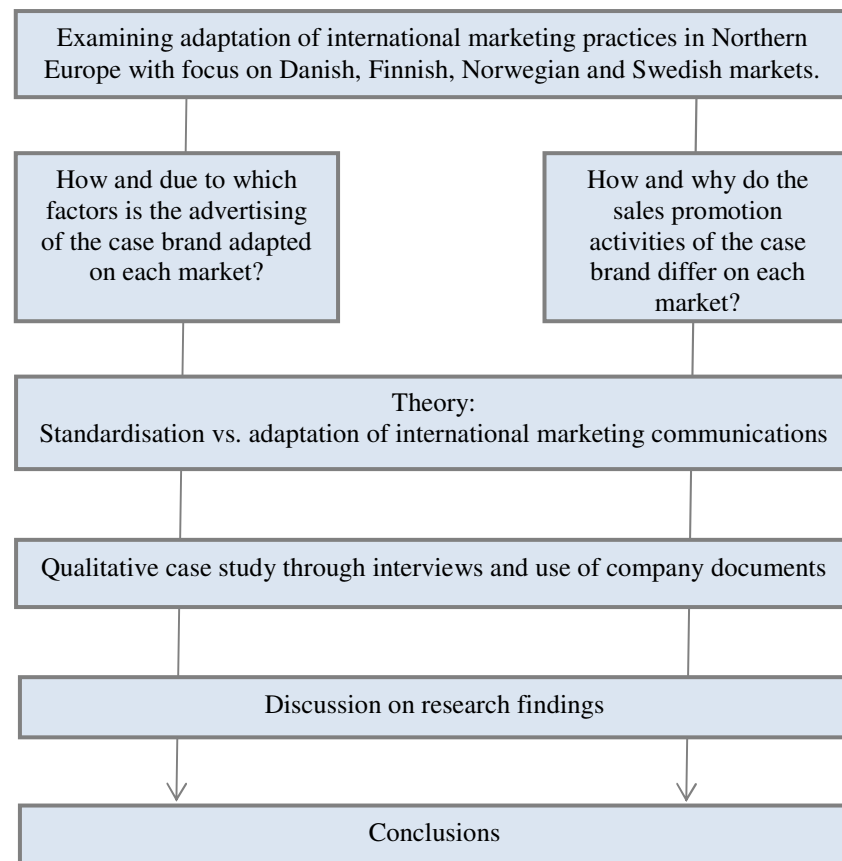 Examining adaptation of international marketing practices in Northern
Europe with focus on Danish, Finnish, Norwegian and Swedish markets.
How and due to which
factors is the advertising
of the case brand adapted
on each market?
How and why do the
sales promotion
activities of the case
brand differ on each
market?
Theory:
Standardisation vs. adaptation of international marketing communications
Qualitative case study through interviews and use of company documents
Discussion on research findings
Conclusions